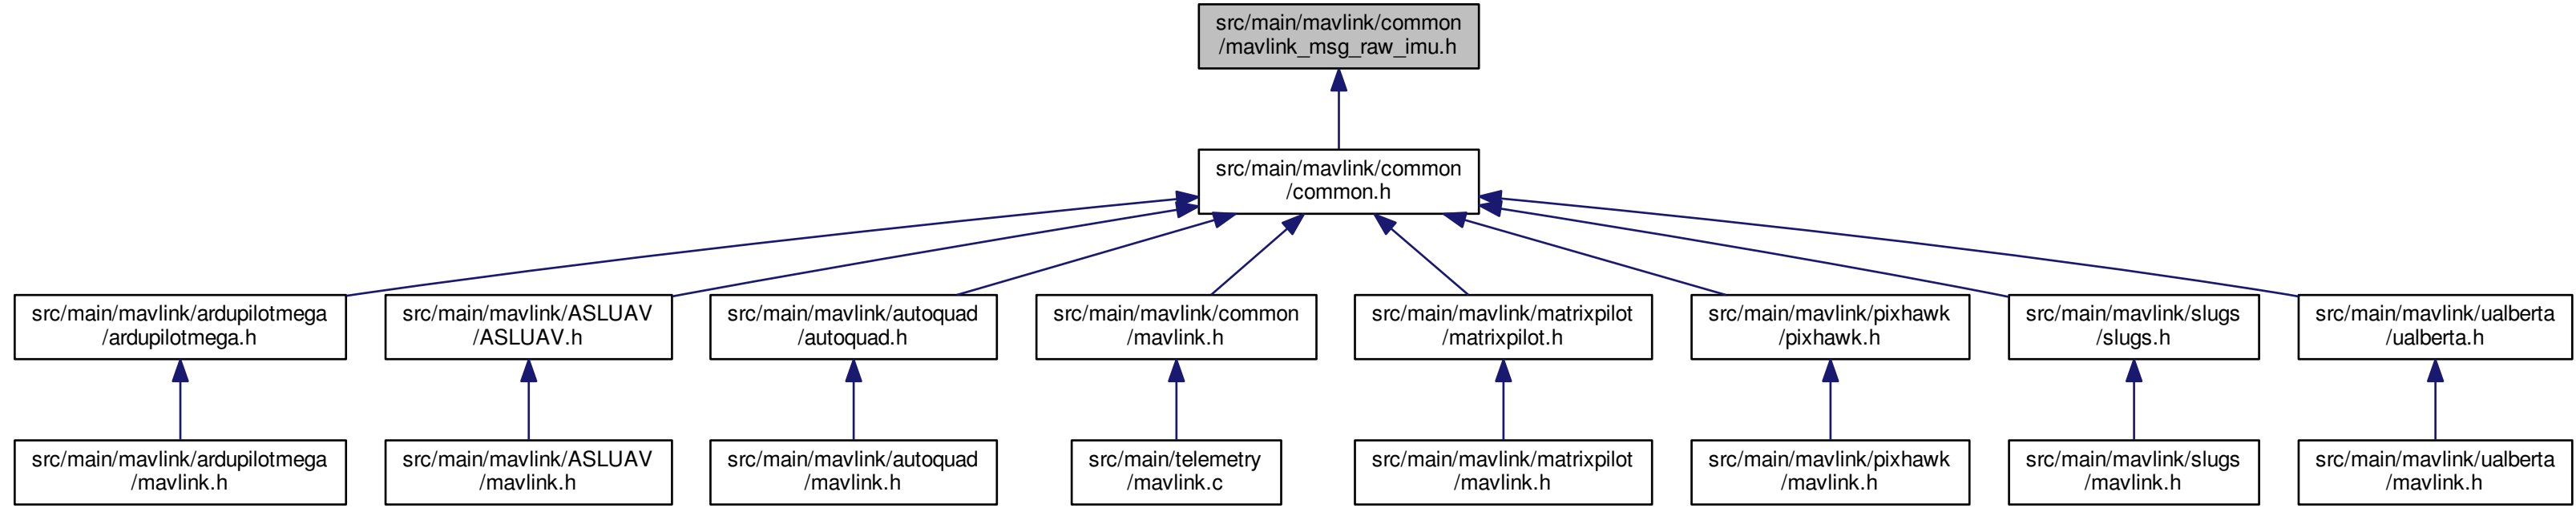 src/main/mavlink/common
/mavlink_msg_raw_imu.h
src/main/mavlink/common
/common.h
src/main/mavlink/ardupilotmega
/ardupilotmega.h
src/main/mavlink/ASLUAV
/ASLUAV.h
src/main/mavlink/autoquad
/autoquad.h
src/main/mavlink/common
/mavlink.h
src/main/mavlink/matrixpilot
/matrixpilot.h
src/main/mavlink/pixhawk
/pixhawk.h
src/main/mavlink/slugs
/slugs.h
src/main/mavlink/ualberta
/ualberta.h
src/main/mavlink/ardupilotmega
/mavlink.h
src/main/mavlink/ASLUAV
/mavlink.h
src/main/mavlink/autoquad
/mavlink.h
src/main/telemetry
/mavlink.c
src/main/mavlink/matrixpilot
/mavlink.h
src/main/mavlink/pixhawk
/mavlink.h
src/main/mavlink/slugs
/mavlink.h
src/main/mavlink/ualberta
/mavlink.h